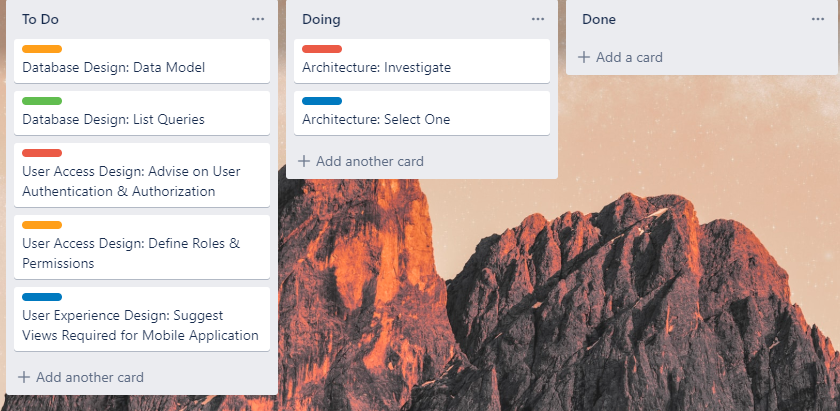 To Do
Database Design: Data Model
Database Design: List Queries
User Access Design: Advise on User
Authentication & Authorization
User Access Design: Define Roles &
Permissions
User Experience Design: Suggest
Views Required for Mobile Application
+ Add another card
Doing
Architecture: Investigate
Architecture: Select One
+ Add another card
Done
+ Add a card